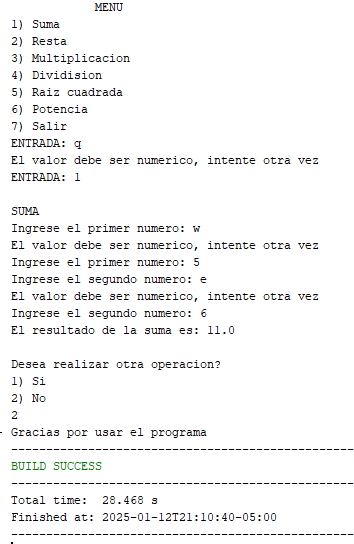 MENU
1) Suma
2) Resta
3) Multiplicacion
4) Dividision
5) Raiz cuadrada
6) Potencia
7) Salir
ENTRADA: q
El valor debe ser numerico, intente otra vez
ENTRADA: 1
SUMA
Ingrese el primer numero: w
El valor debe ser numerico, intente otra vez
Ingrese el primer numero: 5
Ingrese el segundo numero: e
El valor debe ser numerico, intente otra vez
Ingrese el segundo numero: 6
El resultado de la suma es: 11.0
Desea realizar otra operacion?
1) Si
2) No
2
Gracias por usar el programa
------------------------------------------------
BUILD SUCCESS
------------------------------------------------
Total time:  28.468 s
Finished at: 2025-01-12T21:10:40-05:00
------------------------------------------------